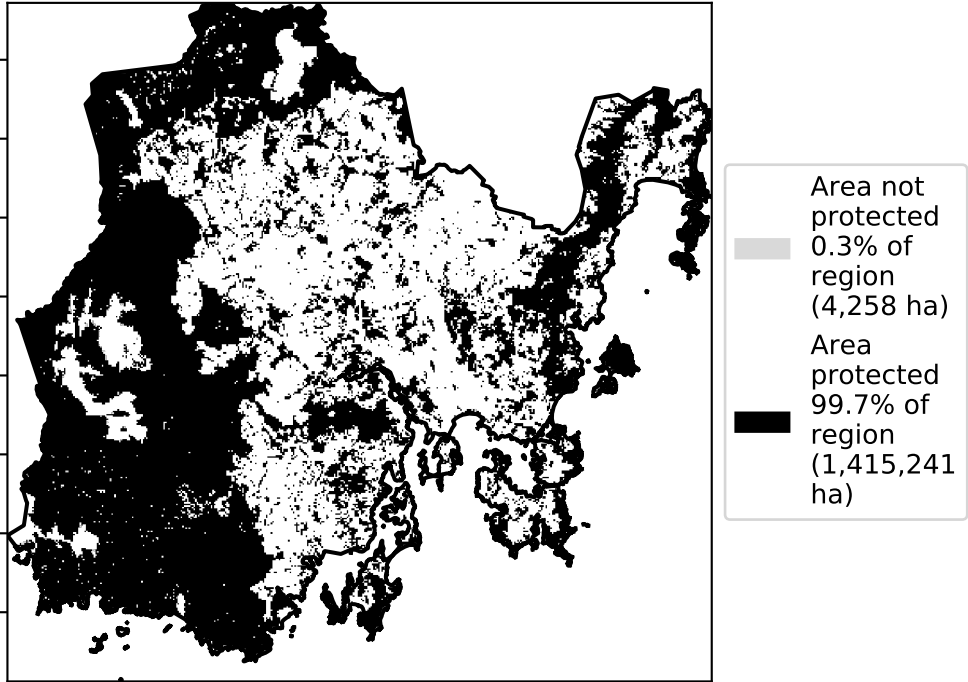 Area not
protected
0.3% of
region
(4,258 ha)
Area
protected
99.7% of
region
(1,415,241
ha)